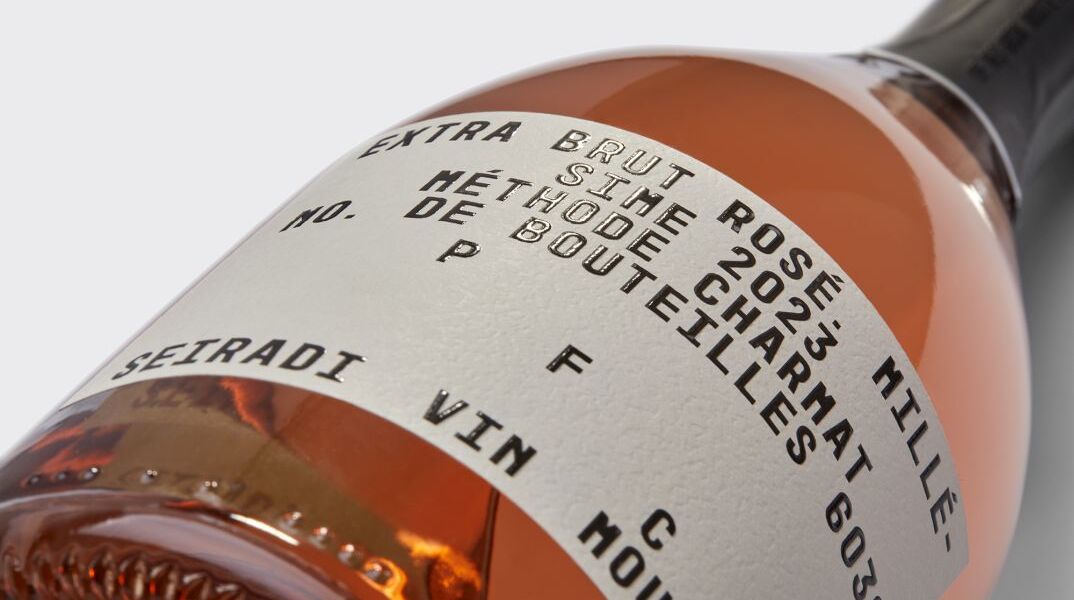 EXTRA BRUT ROSÉ. MILLÉ-
SIME 2023.
MÉTHODE CHARMAT
NO. DE BOUTEILLES 603
P F C
SEIRADI VIN MOU